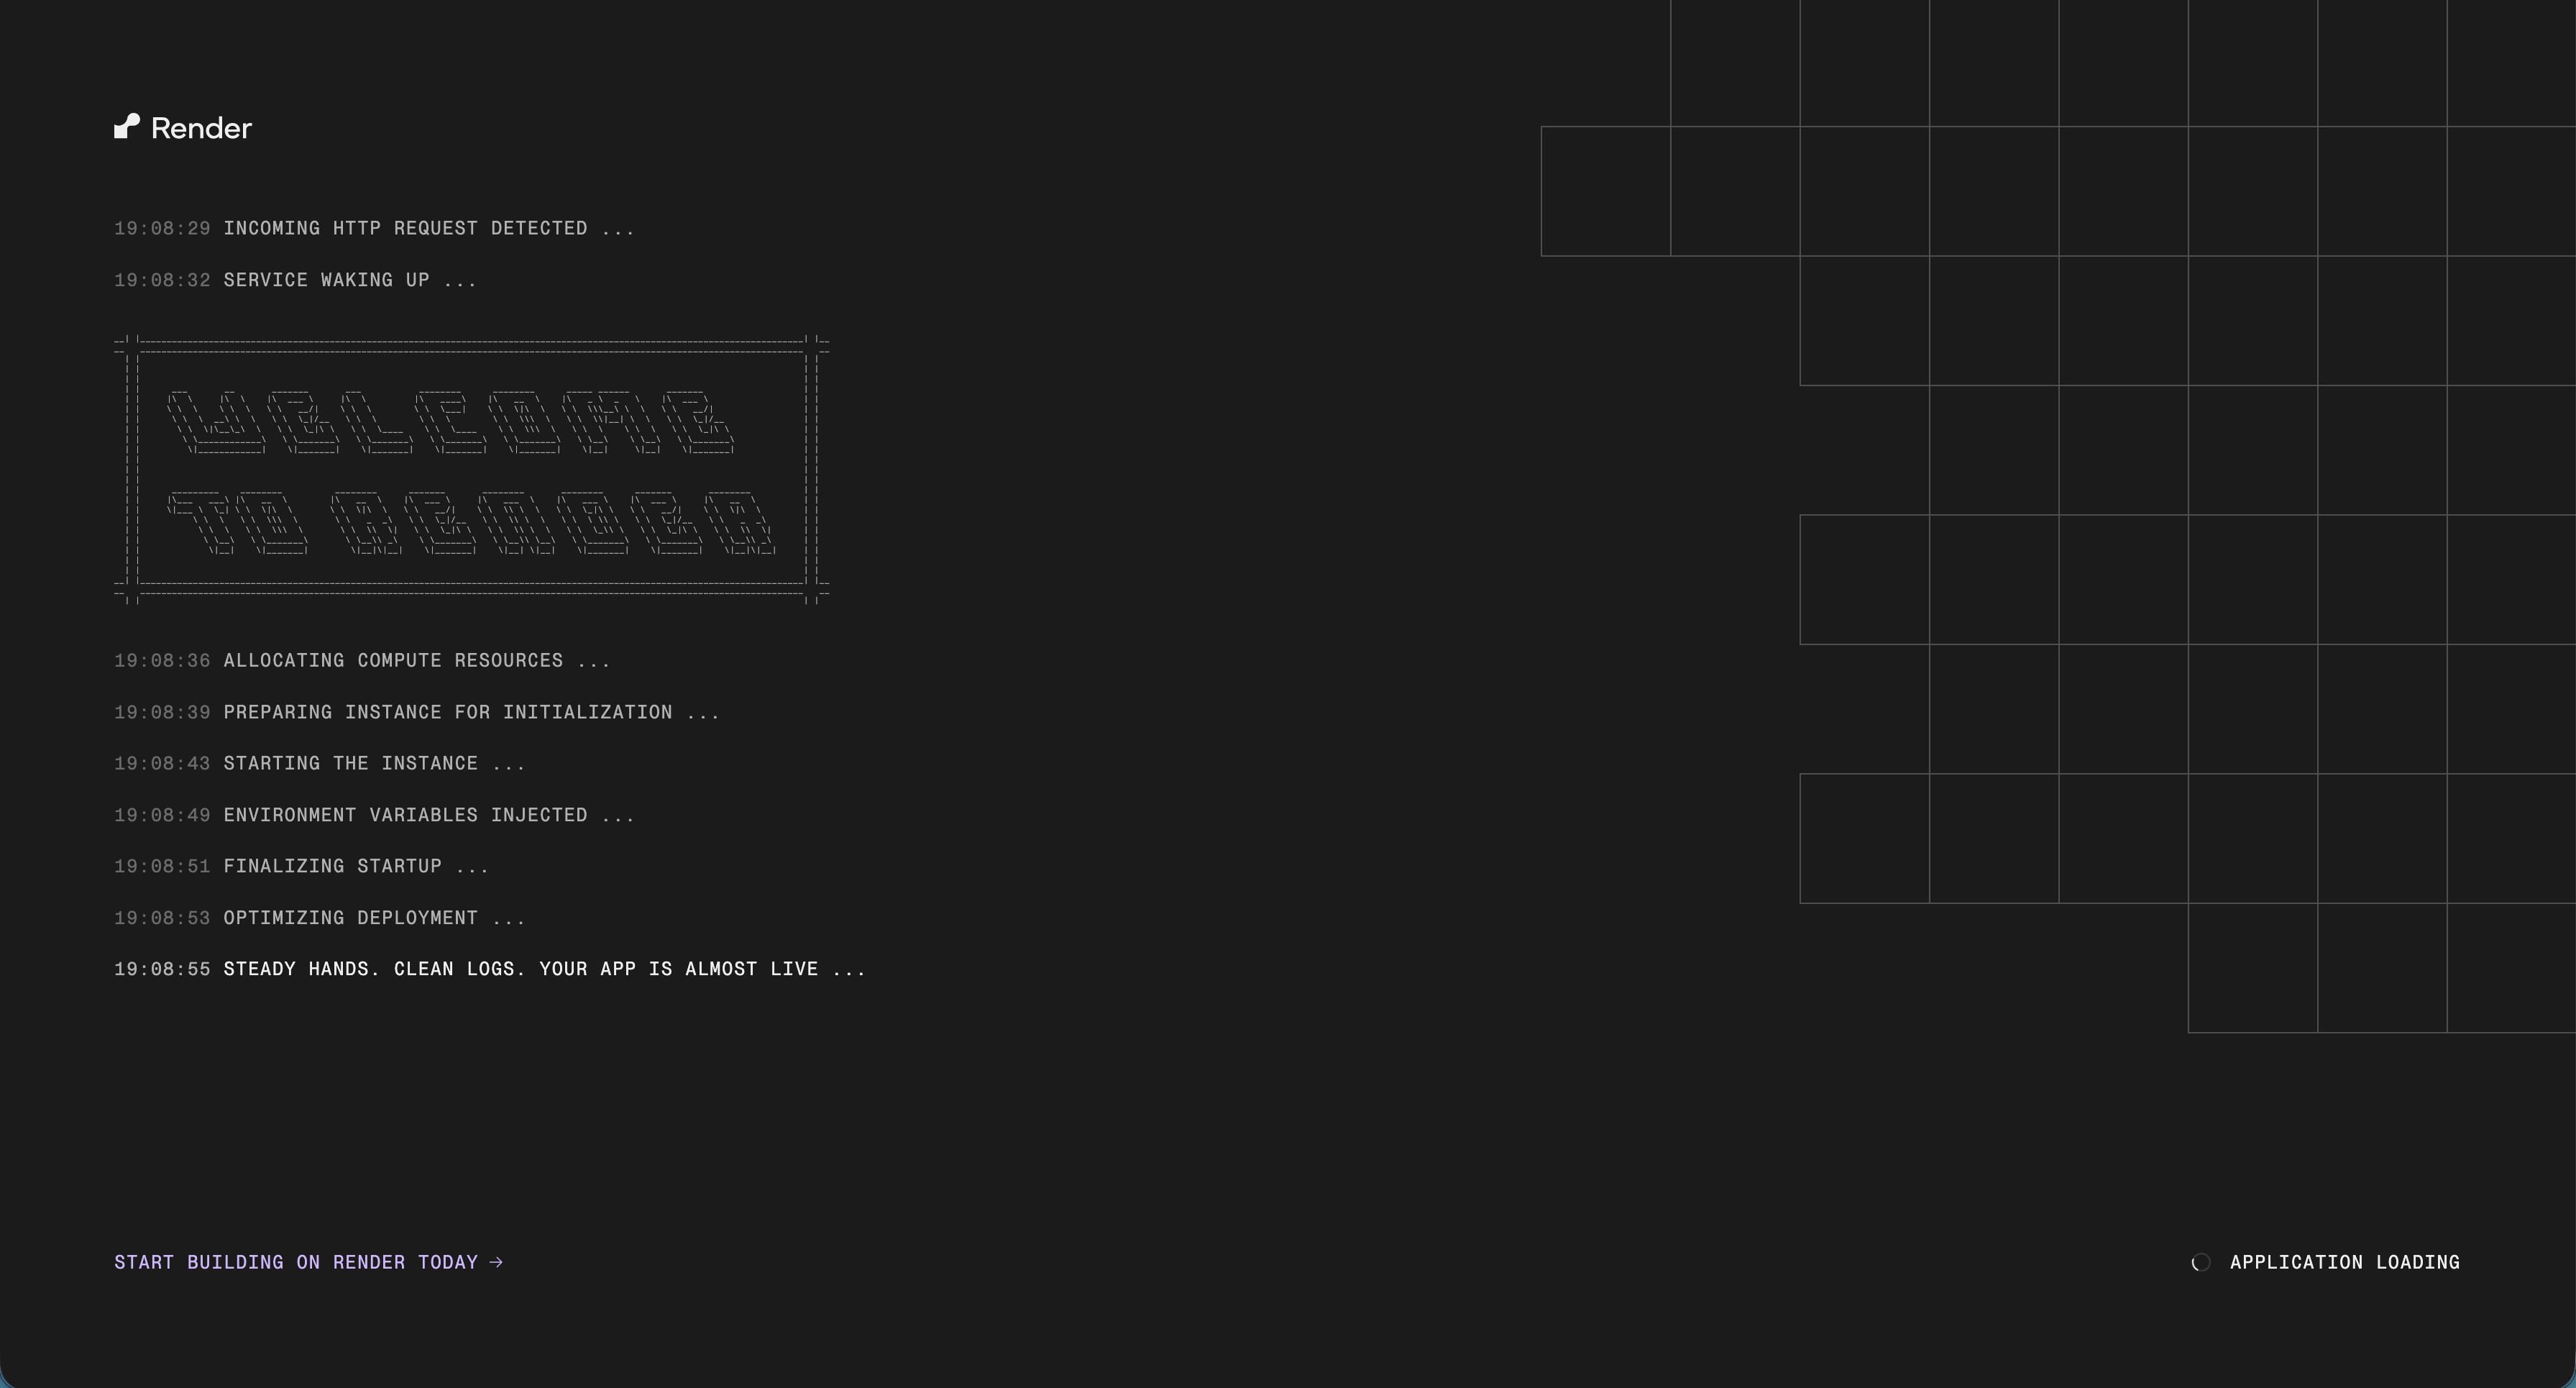 Render
19:08:29 INCOMING HTTP REQUEST DETECTED ...
19:08:32 SERVICE WAKING UP ...
WELCOME
TO RENDER
19:08:36 ALLOCATING COMPUTE RESOURCES ...
19:08:39 PREPARING INSTANCE FOR INITIALIZATION ...
19:08:43 STARTING THE INSTANCE ...
19:08:49 ENVIRONMENT VARIABLES INJECTED ...
19:08:51 FINALIZING STARTUP ...
19:08:53 OPTIMIZING DEPLOYMENT ...
19:08:55 STEADY HANDS. CLEAN LOGS. YOUR APP IS ALMOST LIVE ...
START BUILDING ON RENDER TODAY →
APPLICATION LOADING